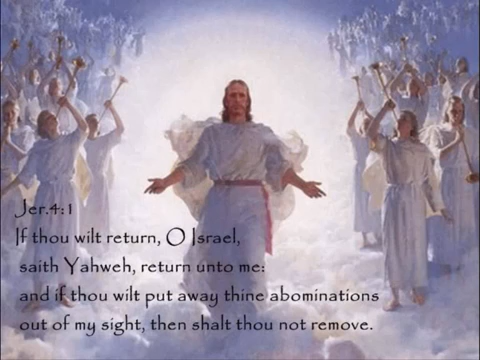 Jer.4:1
If thou wilt return, O Israel,
saith Yahweh, return unto me:
and if thou wilt put away thine abominations
out of my sight, then shalt thou not remove.